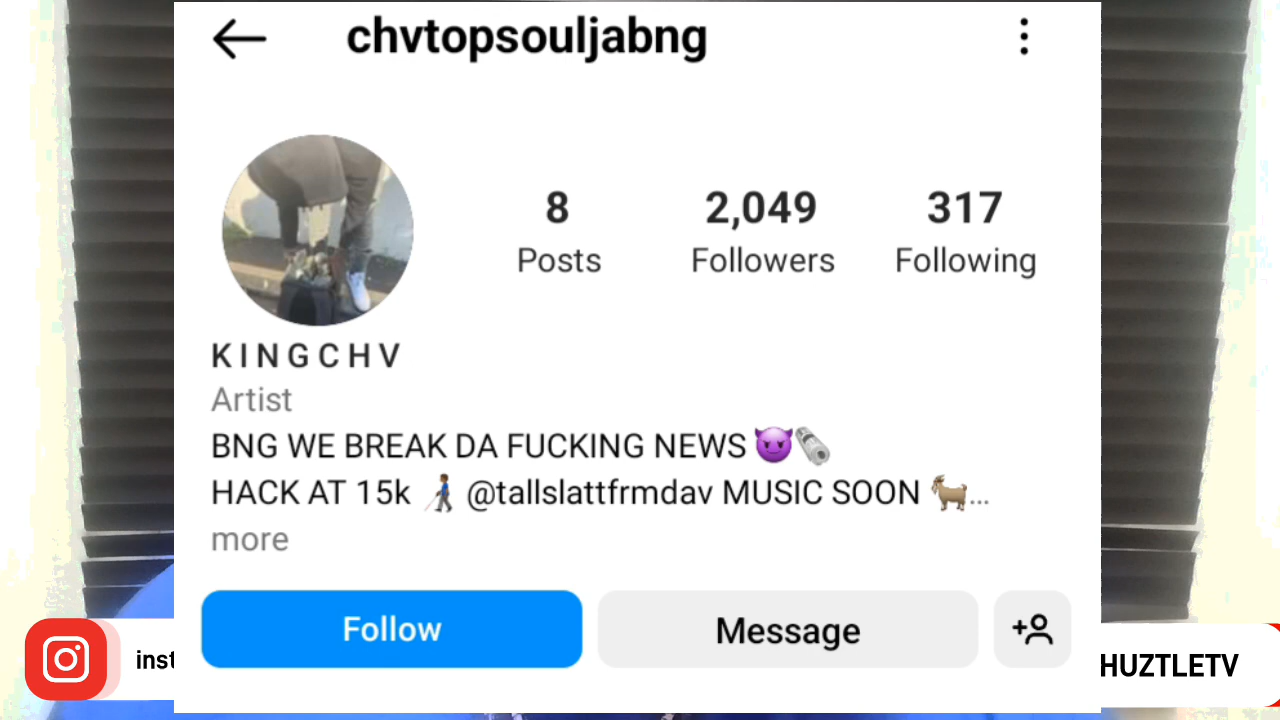 chvtopsouljabng
8 2,049 317
Posts Followers Following
KINGCHV
Artist
BNG WE BREAK DA FUCKING NEWS 😈🗞️
HACK AT 15k 👨🏾‍🦯 @tallslattfrmdav MUSIC SOON 🐐...
more
Follow Message
inst HUZTLETV